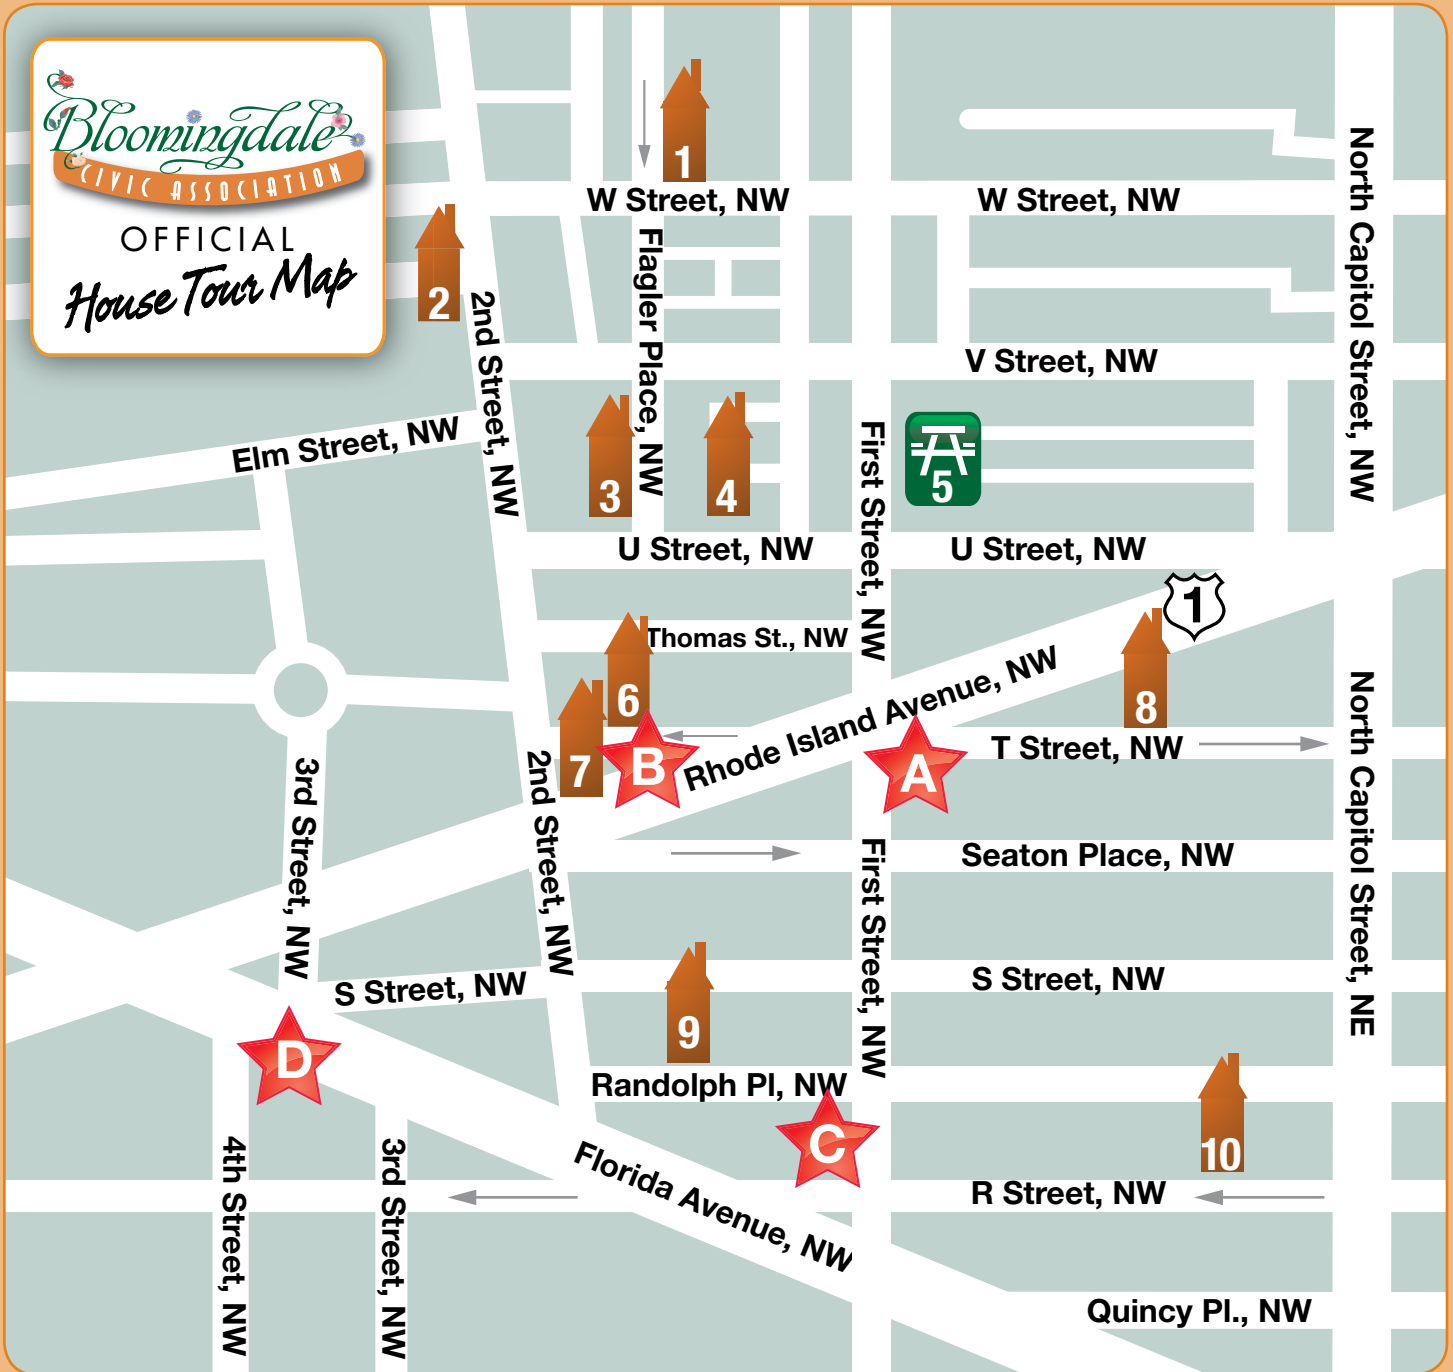 Bloomingdale
CIVIC ASSOCIATION
OFFICIAL
House Tour Map
1
W Street, NW
W Street, NW
North Capitol Street, NW
2
Flagler Place, NW
2nd Street, NW
V Street, NW
Elm Street, NW
3
4
First Street, NW
5
U Street, NW
U Street, NW
1
Thomas St., NW
6
Rhode Island Avenue, NW
8
North Capitol Street, NE
7
B
A
T Street, NW
3rd Street, NW
2nd Street, NW
First Street, NW
Seaton Place, NW
S Street, NW
S Street, NW
9
D
Randolph Pl, NW
C
10
4th Street, NW
3rd Street, NW
Florida Avenue, NW
R Street, NW
Quincy Pl., NW